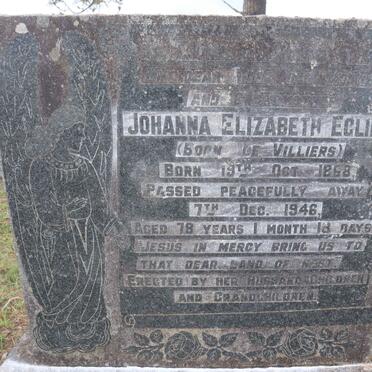 DEAR
AND
JOHANNA ELIZABETH EGLI
(BORN DE VILLIERS)
BORN 19TH OCT. 1868,
PASSED PEACEFULLY AWAY
7TH DEC. 1946,
AGED 78 YEARS 1 MONTH 18 DAYS
JESUS IN MERCY BRING US TO
THAT DEAR LAND OF REST.
ERECTED BY HER HUSBAND, CHILDREN
AND GRANDCHILDREN.